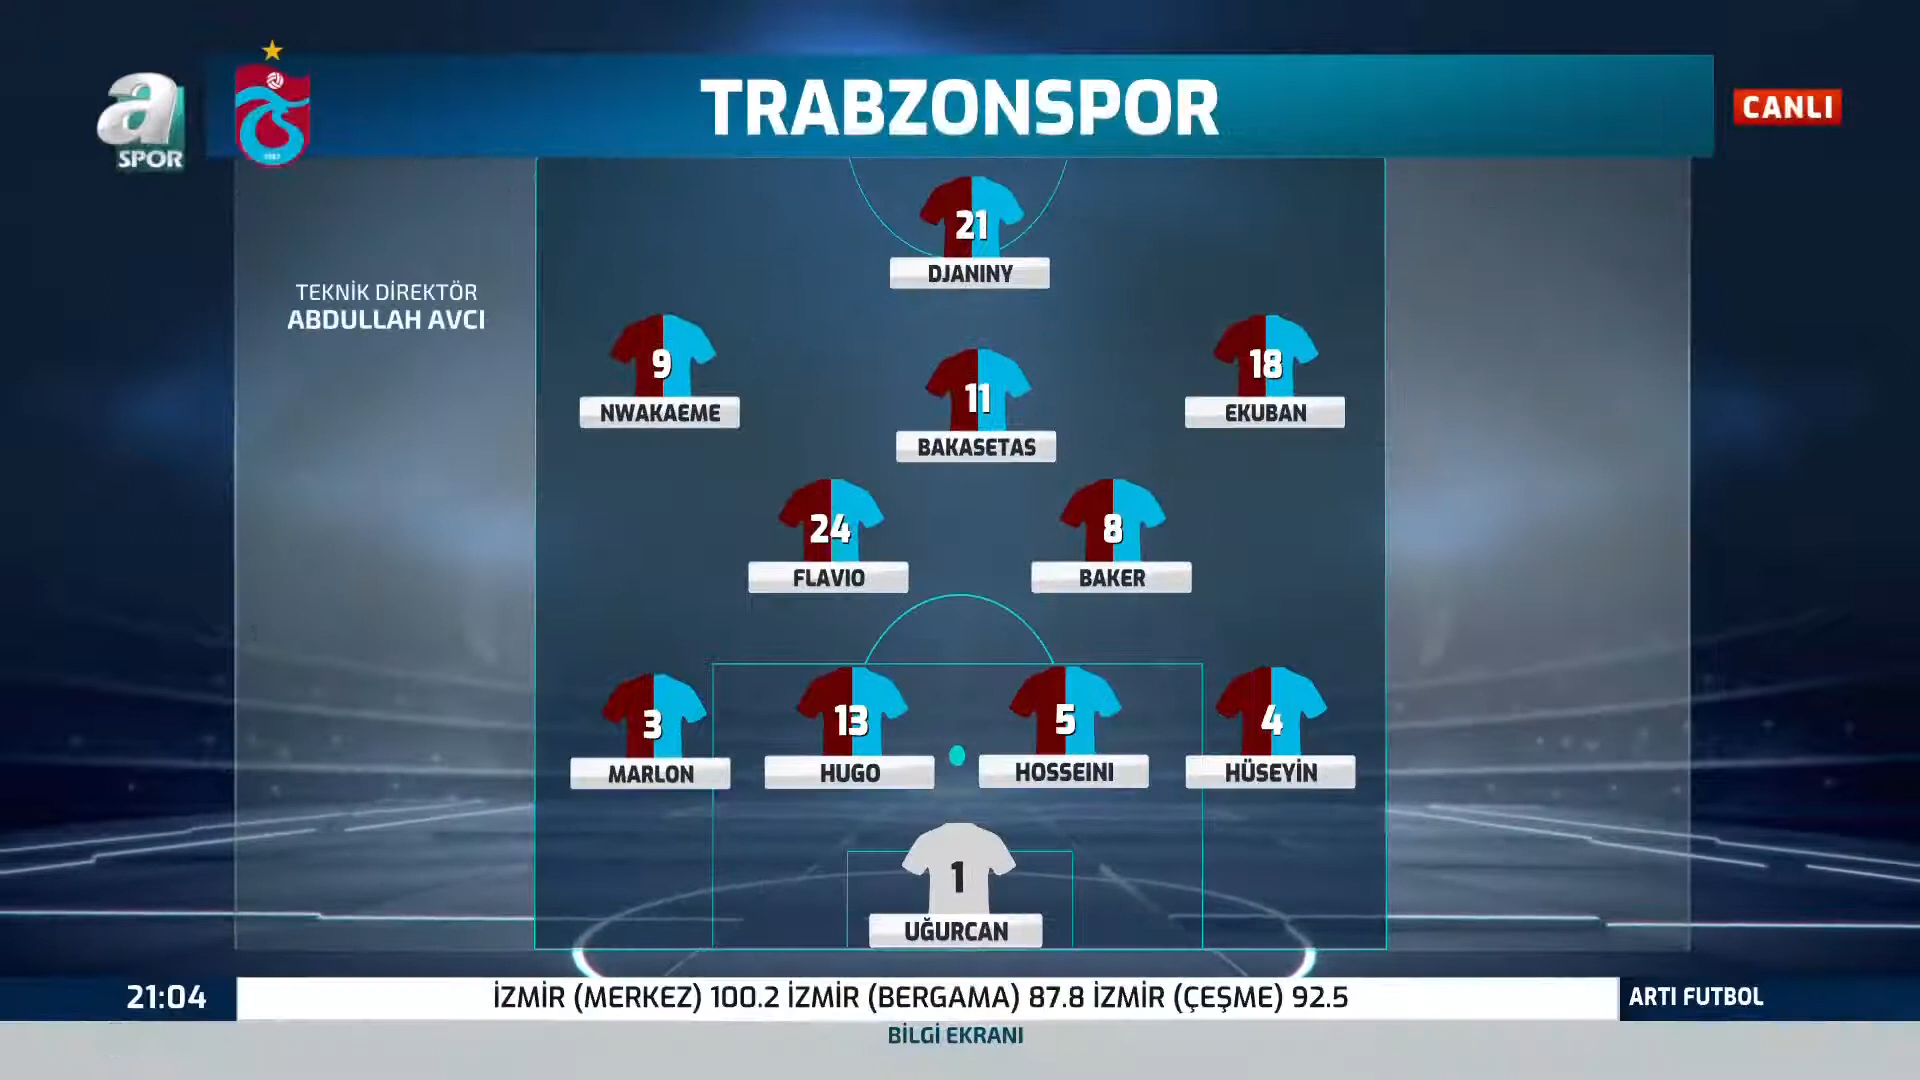 a
SPOR
TRABZONSPOR
CANLI
TEKNİK DİREKTÖR
ABDULLAH AVCI
21
DJANINY
9
NWAKAEME
11
BAKASETAS
18
EKUBAN
24
FLAVIO
8
BAKER
3
MARLON
13
HUGO
5
HOSSEINI
4
HÜSEYİN
1
UĞURCAN
21:04
İZMİR (MERKEZ) 100.2 İZMİR (BERGAMA) 87.8 İZMİR (ÇEŞME) 92.5
ARTI FUTBOL
BİLGİ EKRANI